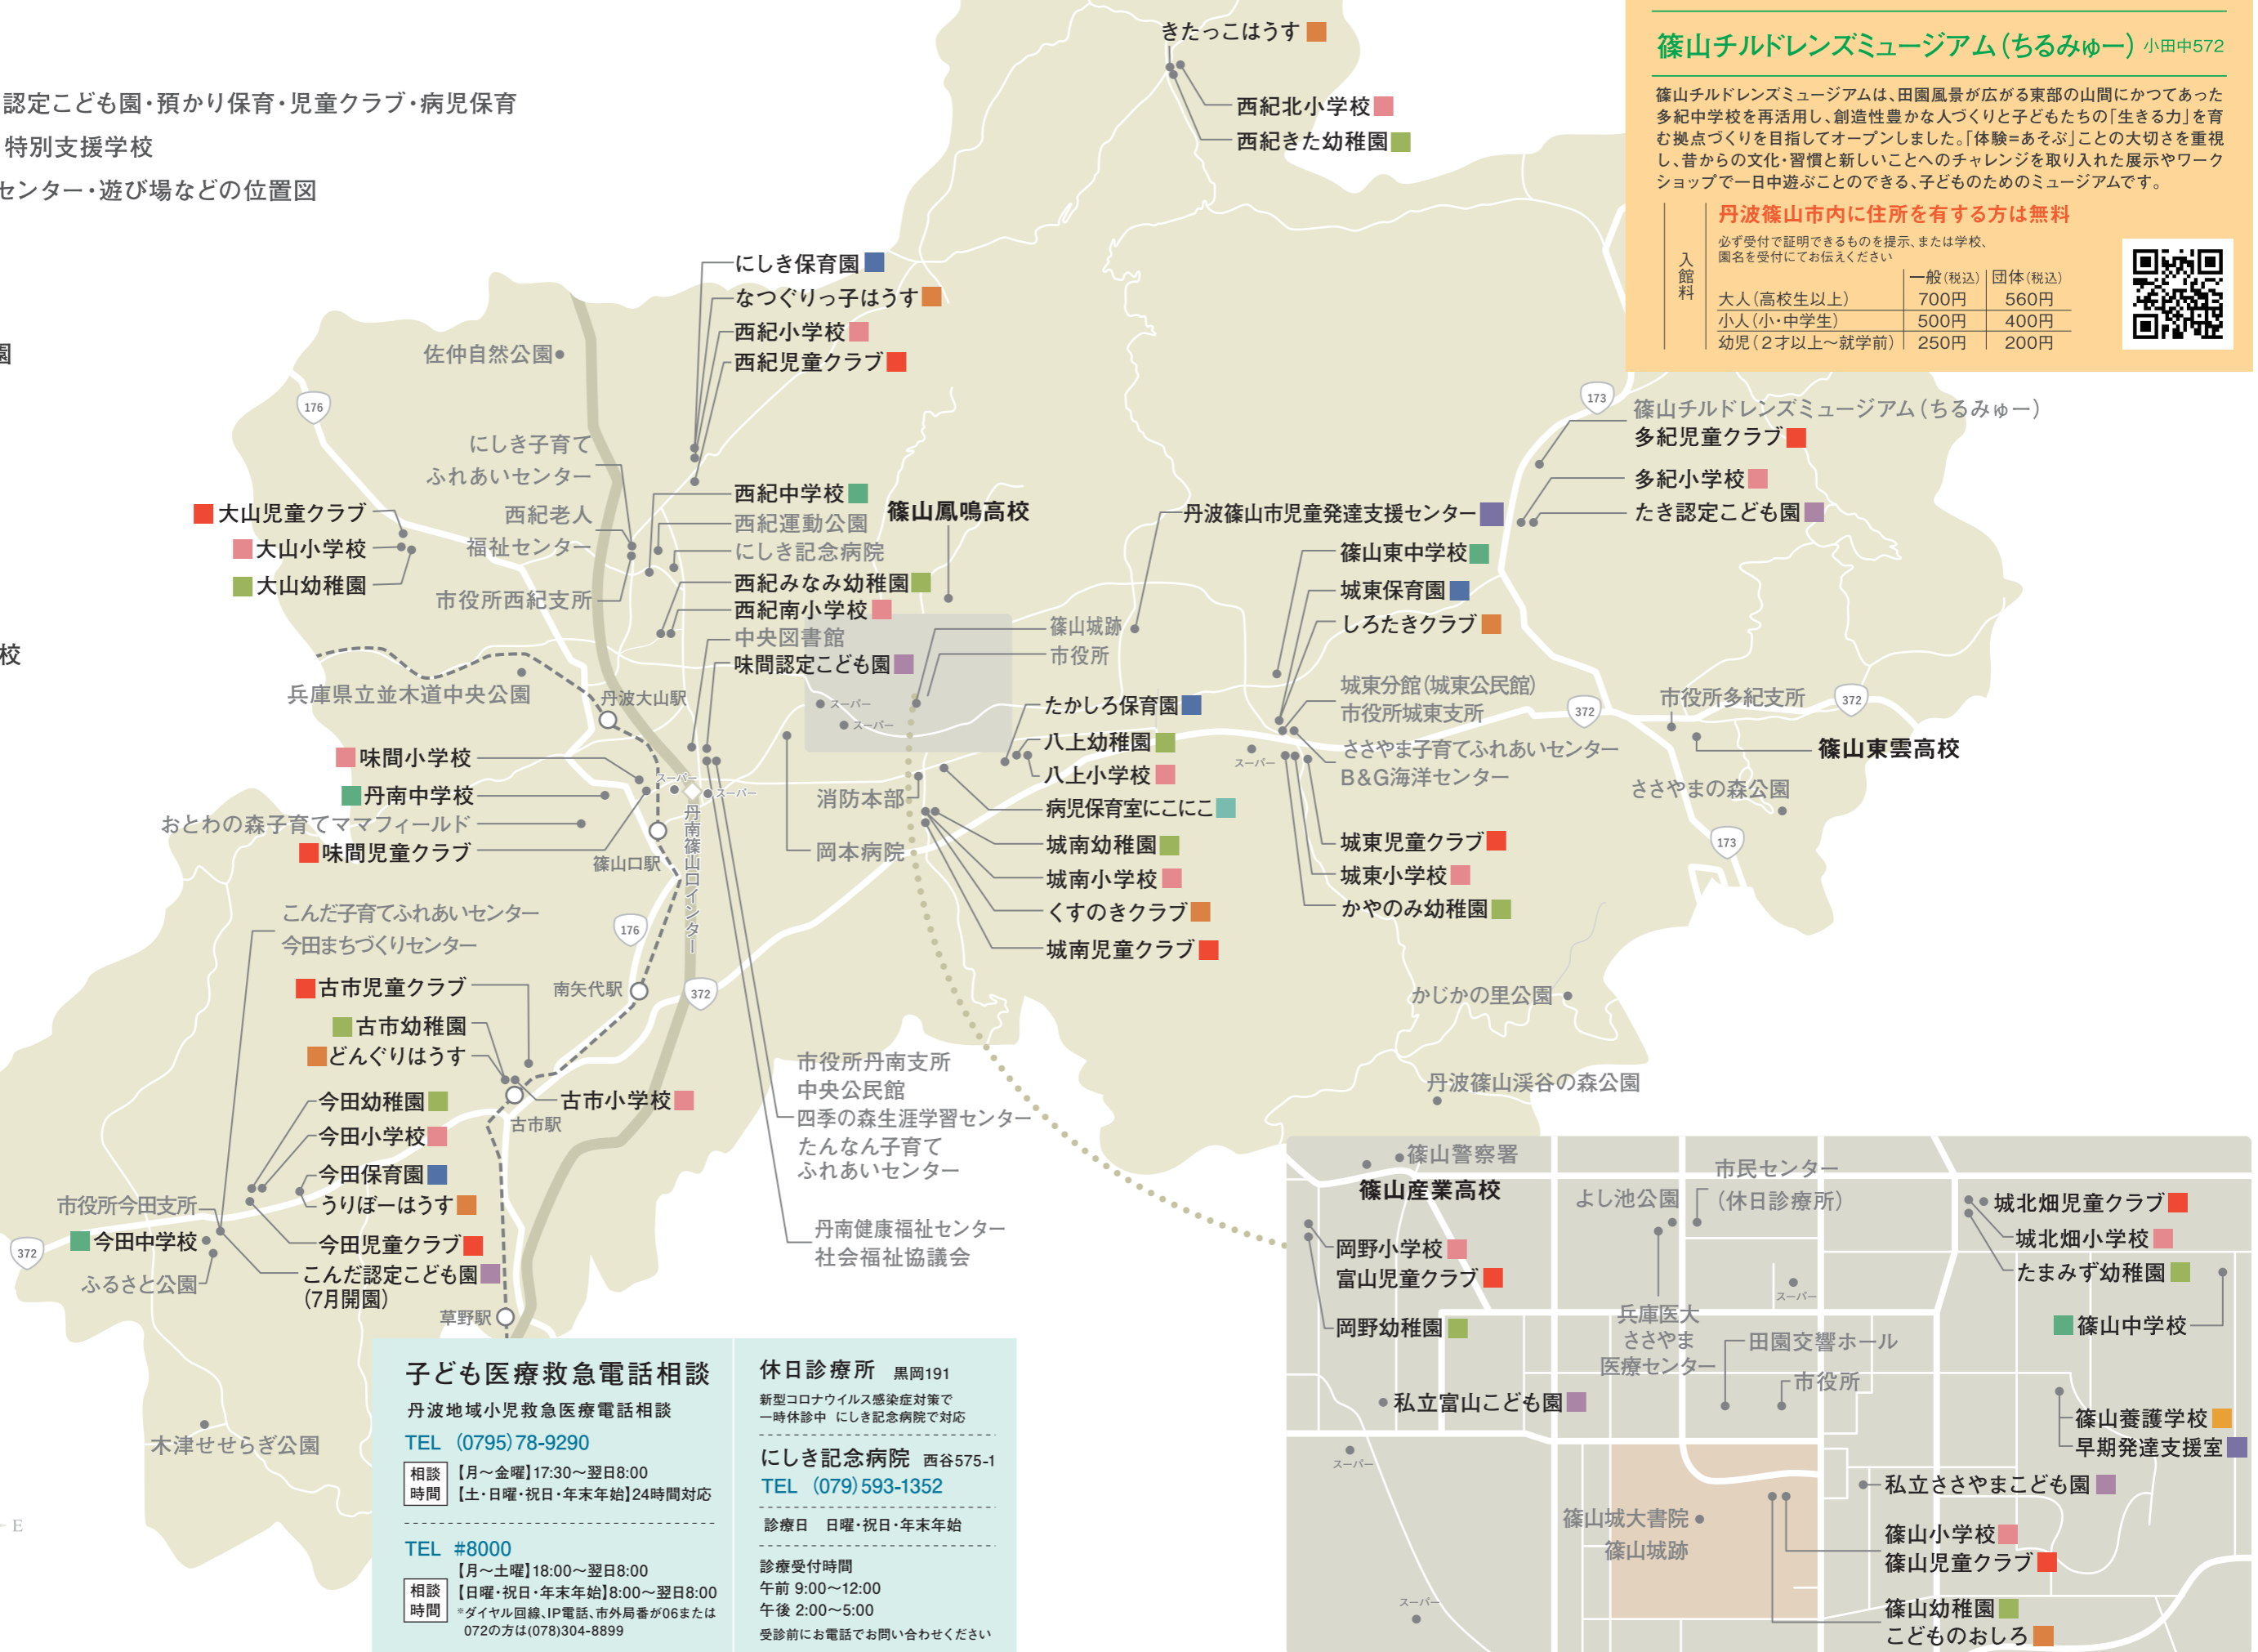 認定こども園・預かり保育・児童クラブ・病児保育
特別支援学校
センター・遊び場などの位置図
園
校
E
きたっこはうす
西紀北小学校
西紀きた幼稚園
篠山チルドレンズミュージアム(ちるみゅー) 小田中572
篠山チルドレンズミュージアムは、田園風景が広がる東部の山間にかつてあった
多紀中学校を再活用し、創造性豊かな人づくりと子どもたちの「生きる力」を育
む拠点づくりを目指してオープンしました。「体験=あそぶ」ことの大切さを重視
し、昔からの文化・習慣と新しいことへのチャレンジを取り入れた展示やワーク
ショップで一日中遊ぶことのできる、子どものためのミュージアムです。
入館料
丹波篠山市内に住所を有する方は無料
必ず受付で証明できるものを提示、または学校、
園名を受付にてお伝えください
一般(税込) 団体(税込)
大人(高校生以上) 700円 560円
小人(小・中学生) 500円 400円
幼児(2才以上〜就学前) 250円 200円
にしき保育園
なつぐりっ子はうす
西紀小学校
西紀児童クラブ
佐仲自然公園
176
にしき子育て
ふれあいセンター
西紀老人
福祉センター
市役所西紀支所
大山児童クラブ
大山小学校
大山幼稚園
西紀中学校
西紀運動公園
にしき記念病院
西紀みなみ幼稚園
西紀南小学校
中央図書館
味間認定こども園
篠山鳳鳴高校
篠山城跡
市役所
スーパー
スーパー
丹波篠山市児童発達支援センター
173
篠山チルドレンズミュージアム(ちるみゅー)
多紀児童クラブ
多紀小学校
たき認定こども園
篠山東中学校
城東保育園
しろたきクラブ
城東分館(城東公民館)
市役所城東支所
ささやま子育てふれあいセンター
B&G海洋センター
スーパー
372
市役所多紀支所
372
篠山東雲高校
ささやまの森公園
173
城東児童クラブ
城東小学校
かやのみ幼稚園
たかしろ保育園
八上幼稚園
八上小学校
病児保育室にこにこ
城南幼稚園
城南小学校
くすのきクラブ
城南児童クラブ
消防本部
岡本病院
兵庫県立並木道中央公園
丹波大山駅
味間小学校
丹南中学校
おとわの森子育てママフィールド
味間児童クラブ
スーパー
スーパー
丹南篠山口インター
篠山口駅
176
南矢代駅
372
こんだ子育てふれあいセンター
今田まちづくりセンター
古市児童クラブ
古市幼稚園
どんぐりはうす
古市小学校
古市駅
今田幼稚園
今田小学校
今田保育園
うりぼーはうす
市役所今田支所
今田中学校
372
ふるさと公園
今田児童クラブ
こんだ認定こども園
(7月開園)
草野駅
木津せせらぎ公園
市役所丹南支所
中央公民館
四季の森生涯学習センター
たんなん子育て
ふれあいセンター
丹南健康福祉センター
社会福祉協議会
かじかの里公園
丹波篠山渓谷の森公園
子ども医療救急電話相談
丹波地域小児救急医療電話相談
TEL (0795)78-9290
相談時間
【月〜金曜】17:30〜翌日8:00
【土・日曜・祝日・年末年始】24時間対応
TEL #8000
相談時間
【月〜土曜】18:00〜翌日8:00
【日曜・祝日・年末年始】8:00〜翌日8:00
※ダイヤル回線、IP電話、市外局番が06または
072の方は(078)304-8899
休日診療所 黒岡191
新型コロナウイルス感染症対策で
一時休診中 にしき記念病院で対応
にしき記念病院 西谷575-1
TEL (079)593-1352
診療日 日曜・祝日・年末年始
診療受付時間
午前 9:00〜12:00
午後 2:00〜5:00
受診前にお電話でお問い合わせください
篠山警察署
篠山産業高校
よし池公園
市民センター
(休日診療所)
城北畑児童クラブ
城北畑小学校
たまみず幼稚園
篠山中学校
岡野小学校
富山児童クラブ
岡野幼稚園
兵庫医大
ささやま
医療センター
スーパー
田園交響ホール
市役所
私立富山こども園
篠山養護学校
早期発達支援室
スーパー
私立ささやまこども園
篠山城大書院
篠山城跡
篠山小学校
篠山児童クラブ
スーパー
篠山幼稚園
こどものおしろ